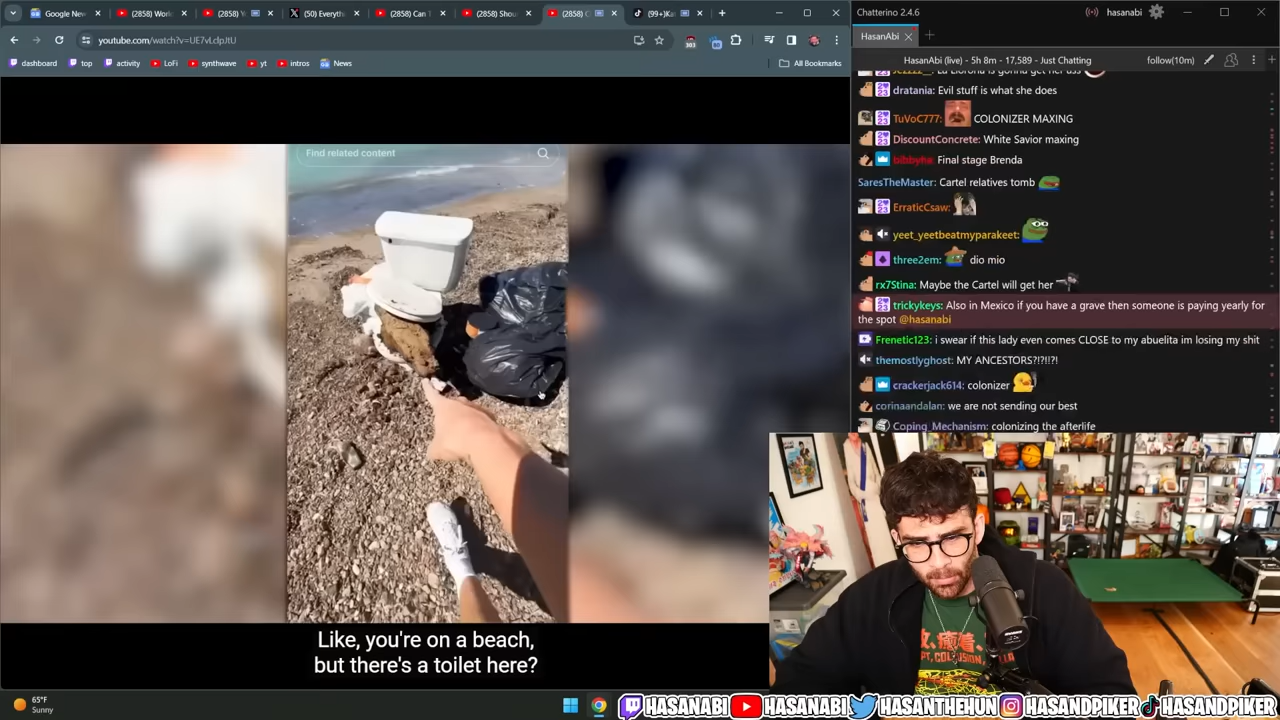 Google New
(2858) Work
(2858) Y
(50) Everyth
(2858) Can
(2858) Shou
(2858)
(99+)
youtube.com/watch?v=UE7vLclpJtU
303
dashboard
top
activity
LoFi
synthwave
yt
intros
News
All Bookmarks
Find related content
Like, you're on a beach,
but there's a toilet here?
65°F
Sunny
Chatterino 2.4.6
hasanabi
HasanAbi
HasanAbi (live) - 5h 8m - 17,589 - Just Chatting
follow(10m)
dratania: Evil stuff is what she does
TuVoC777: COLONIZER MAXING
DiscountConcrete: White Savior maxing
bibbyha: Final stage Brenda
SaresTheMaster: Cartel relatives tomb
ErraticCsaw:
yeet_yeetbeatmyparakeet:
three2em: dio mio
rx7Stina: Maybe the Cartel will get her
trickykeys: Also in Mexico if you have a grave then someone is paying yearly for
the spot @hasanabi
Frenetic123: i swear if this lady even comes CLOSE to my abuelita im losing my shit
themostlyghost: MY ANCESTORS?!?!?!
crackerjack614: colonizer
corinaandalan: we are not sending our best
Coping_Mechanism: colonizing the afterlife
HASANABI
HASANABI
HASANTHEHUN
HASANDPIKER
HASANDPIKER